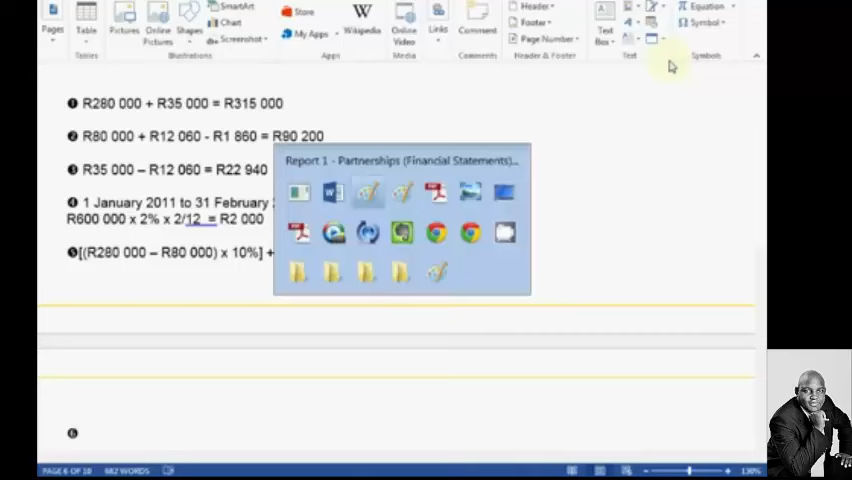 Pages
Table
Pictures
Online Pictures
Shapes
SmartArt
Chart
Screenshot
Store
My Apps
Wikipedia
Online Video
Links
Comment
Header
Footer
Page Number
Text Box
Equation
Symbol
Tables
Illustrations
Apps
Media
Comments
Header & Footer
Text
Symbols
❶ R280 000 + R35 000 = R315 000
❷ R80 000 + R12 060 - R1 860 = R90 200
❸ R35 000 – R12 060 = R22 940
❹ 1 January 2011 to 31 February
R600 000 x 2% x 2/12 = R2 000
❺[(R280 000 – R80 000) x 10%] +
Report 1 - Partnerships (Financial Statements)...
❻
PAGE 6 OF 10
682 WORDS
130%